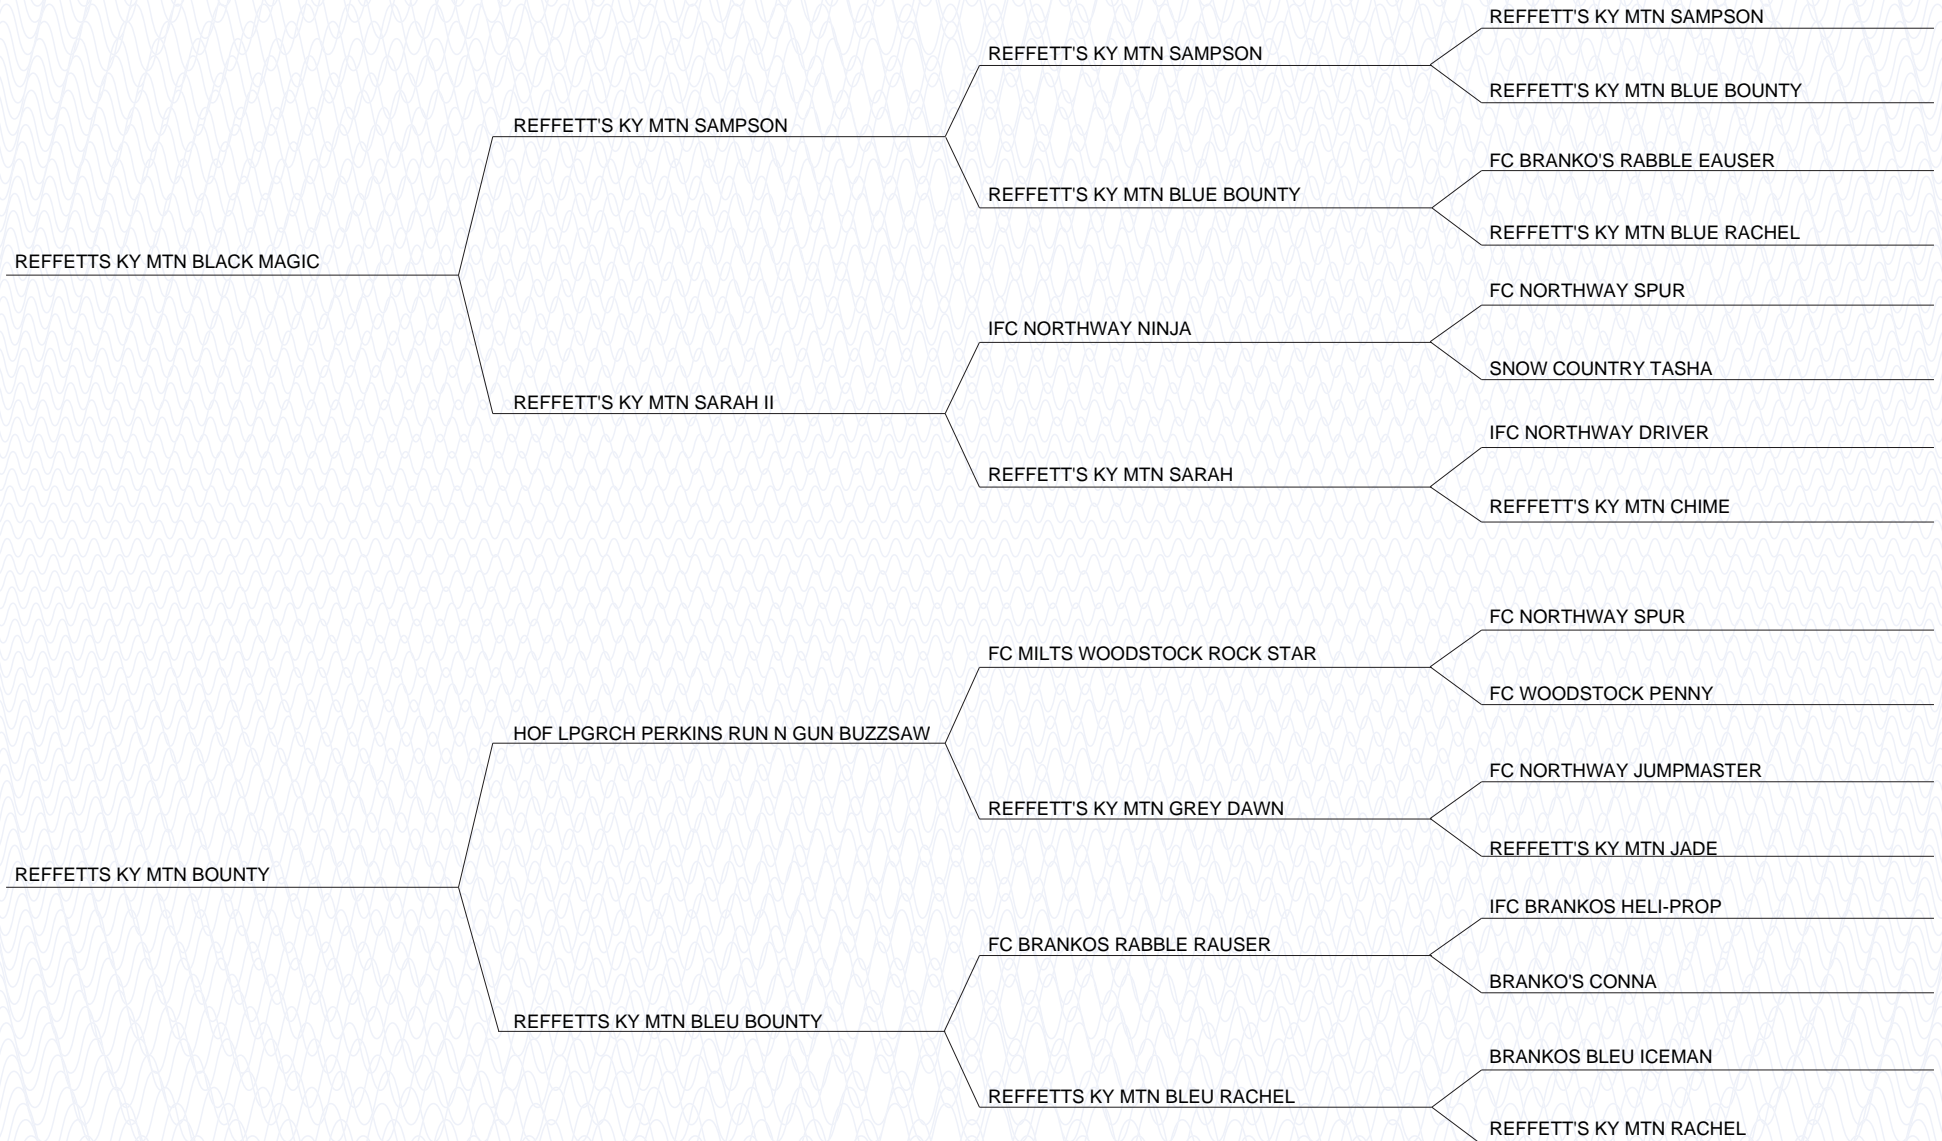 REFFETT'S KY MTN SAMPSON
REFFETT'S KY MTN SAMPSON
REFFETT'S KY MTN BLUE BOUNTY
REFFETT'S KY MTN SAMPSON
FC BRANKO'S RABBLE EAUSER
REFFETT'S KY MTN BLUE BOUNTY
REFFETT'S KY MTN BLUE RACHEL
REFFETTS KY MTN BLACK MAGIC
FC NORTHWAY SPUR
IFC NORTHWAY NINJA
SNOW COUNTRY TASHA
REFFETT'S KY MTN SARAH II
IFC NORTHWAY DRIVER
REFFETT'S KY MTN SARAH
REFFETT'S KY MTN CHIME
FC NORTHWAY SPUR
FC MILTS WOODSTOCK ROCK STAR
FC WOODSTOCK PENNY
HOF LPGRCH PERKINS RUN N GUN BUZZSAW
FC NORTHWAY JUMPMASTER
REFFETT'S KY MTN GREY DAWN
REFFETT'S KY MTN JADE
REFFETTS KY MTN BOUNTY
IFC BRANKOS HELI-PROP
FC BRANKOS RABBLE RAUSER
BRANKO'S CONNA
REFFETTS KY MTN BLEU BOUNTY
BRANKOS BLEU ICEMAN
REFFETTS KY MTN BLEU RACHEL
REFFETT'S KY MTN RACHEL